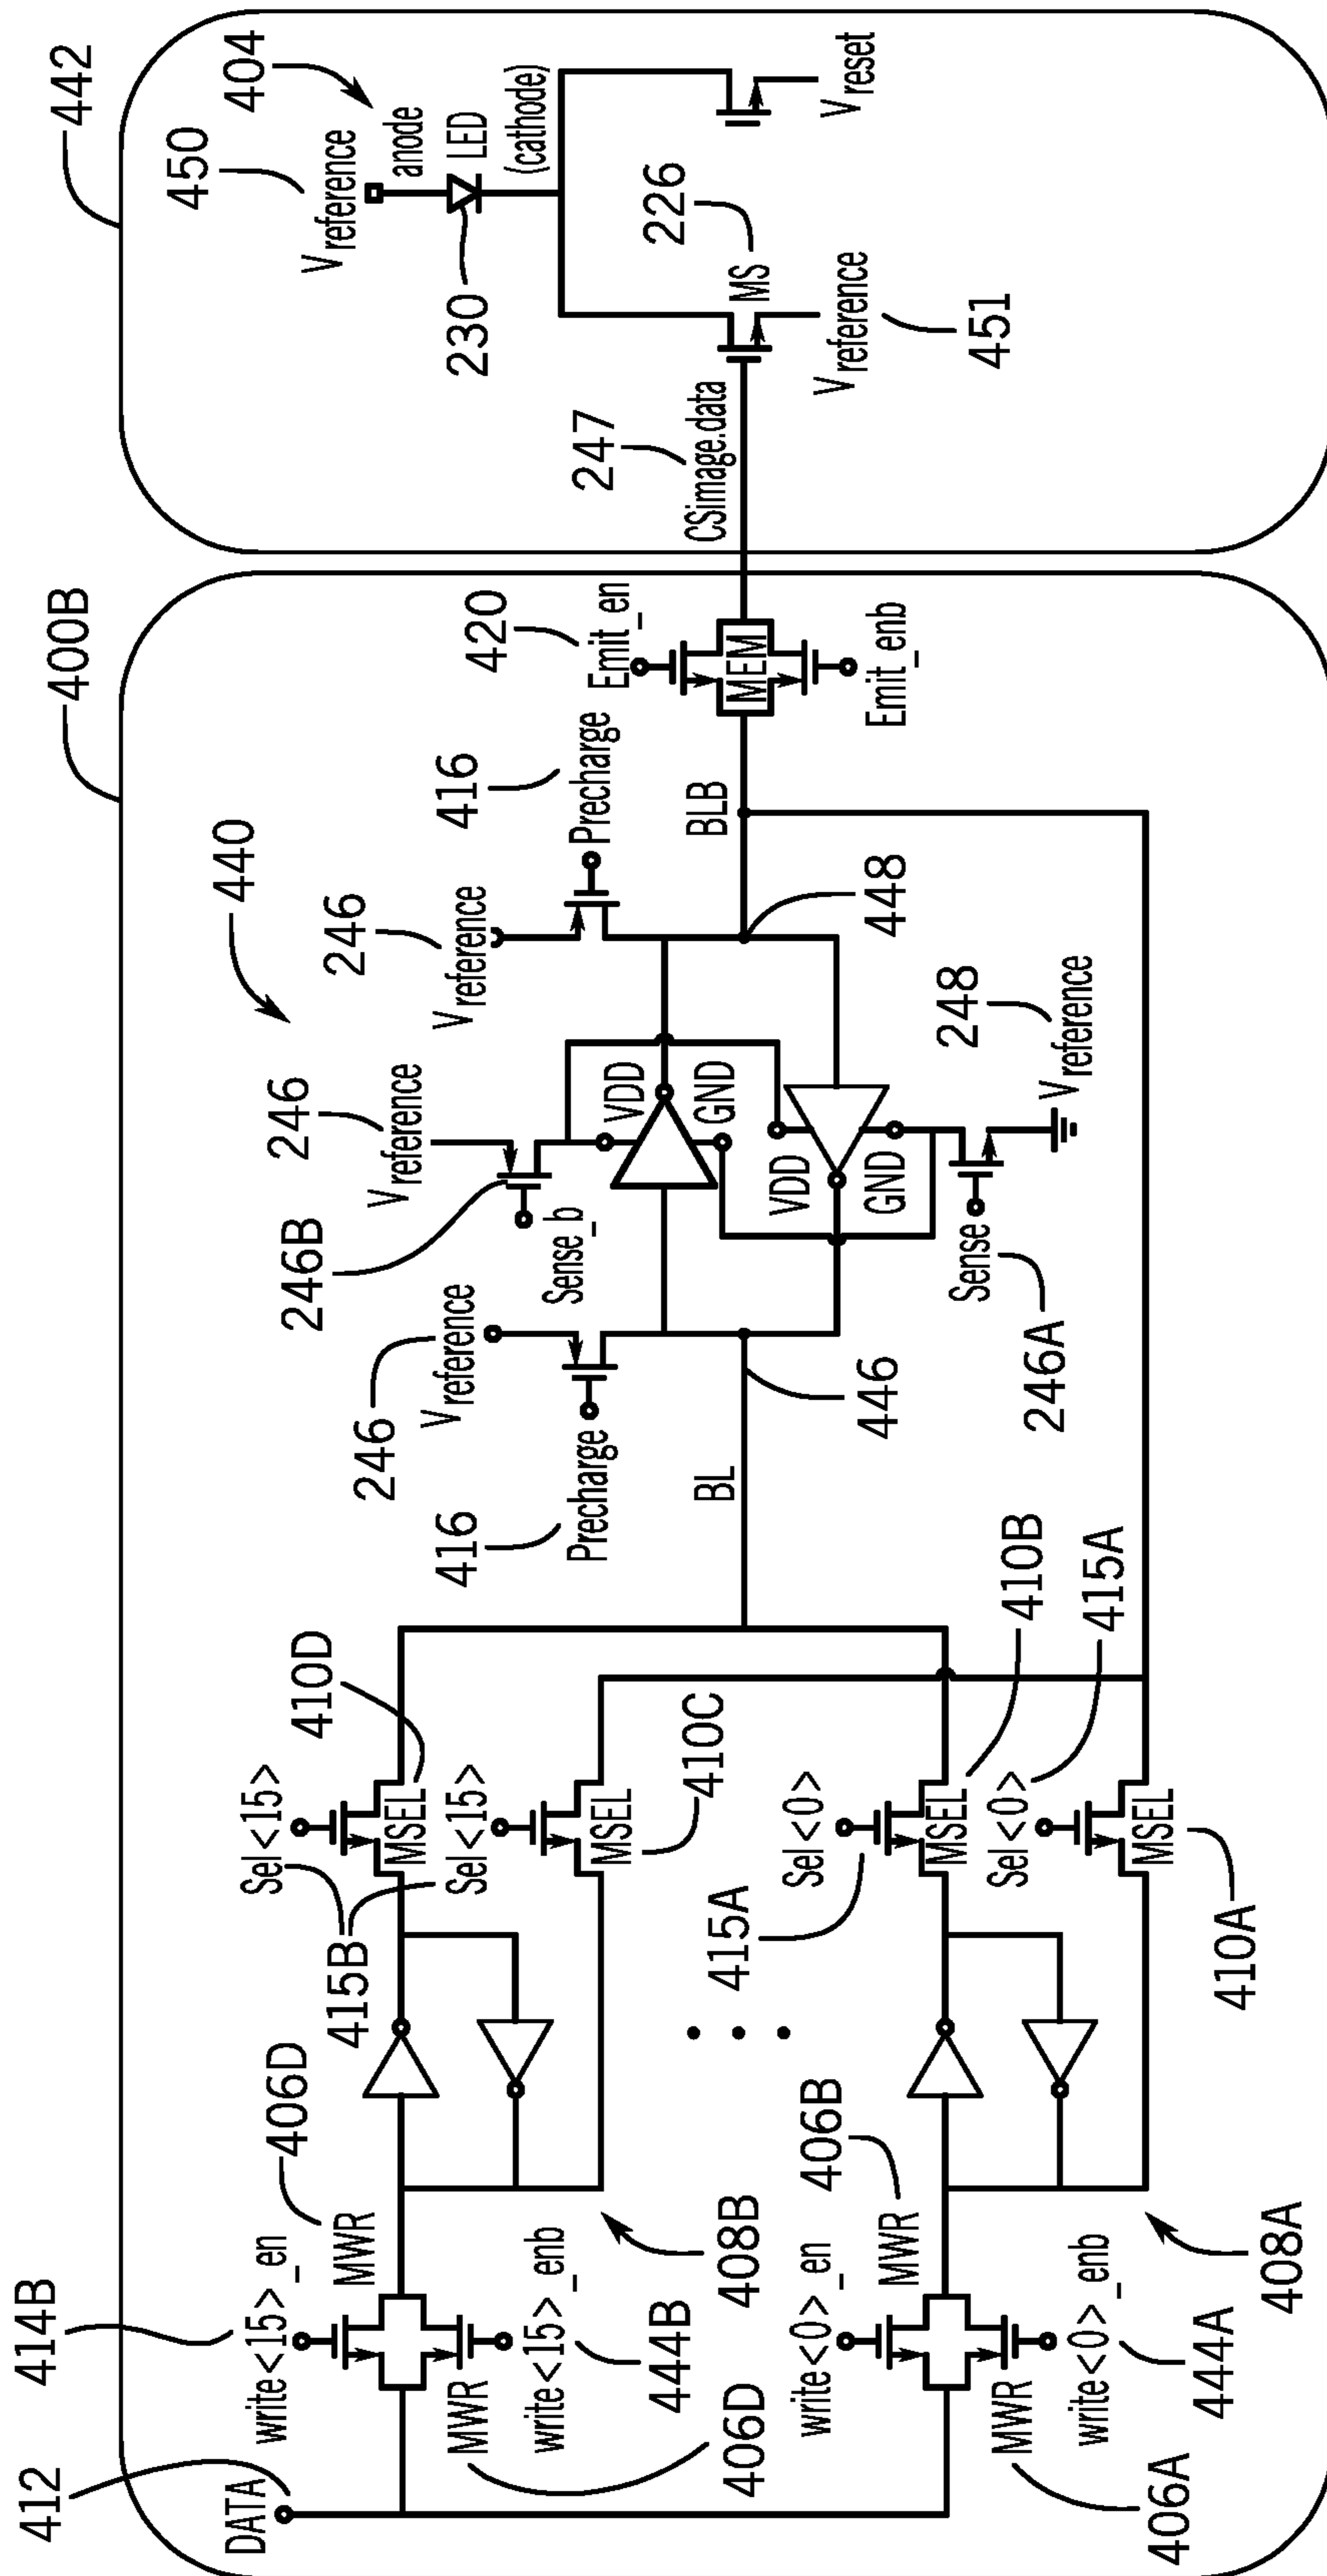 412
DATA
414B
write<15>_en
MWR
406D
MWR
write<15>_enb
444B
406D
408B
415B
Sel<15>
MSEL
410D
Sel<15>
MSEL
410C
write<0>_en
MWR
406B
MWR
406A
write<0>_enb
444A
408A
415A
Sel<0>
MSEL
410B
Sel<0>
415A
MSEL
410A
400B
440
BL
446
416
Precharge
246
Vreference
246B
Sense_b
246
Vreference
VDD
GND
VDD
GND
Sense
246A
248
Vreference
246
Vreference
416
Precharge
448
BLB
420
Emit_en
MEM
Emit_enb
442
247
CSimage.data
450
Vreference
404
anode
LED
230
(cathode)
226
MS
Vreference
451
Vreset